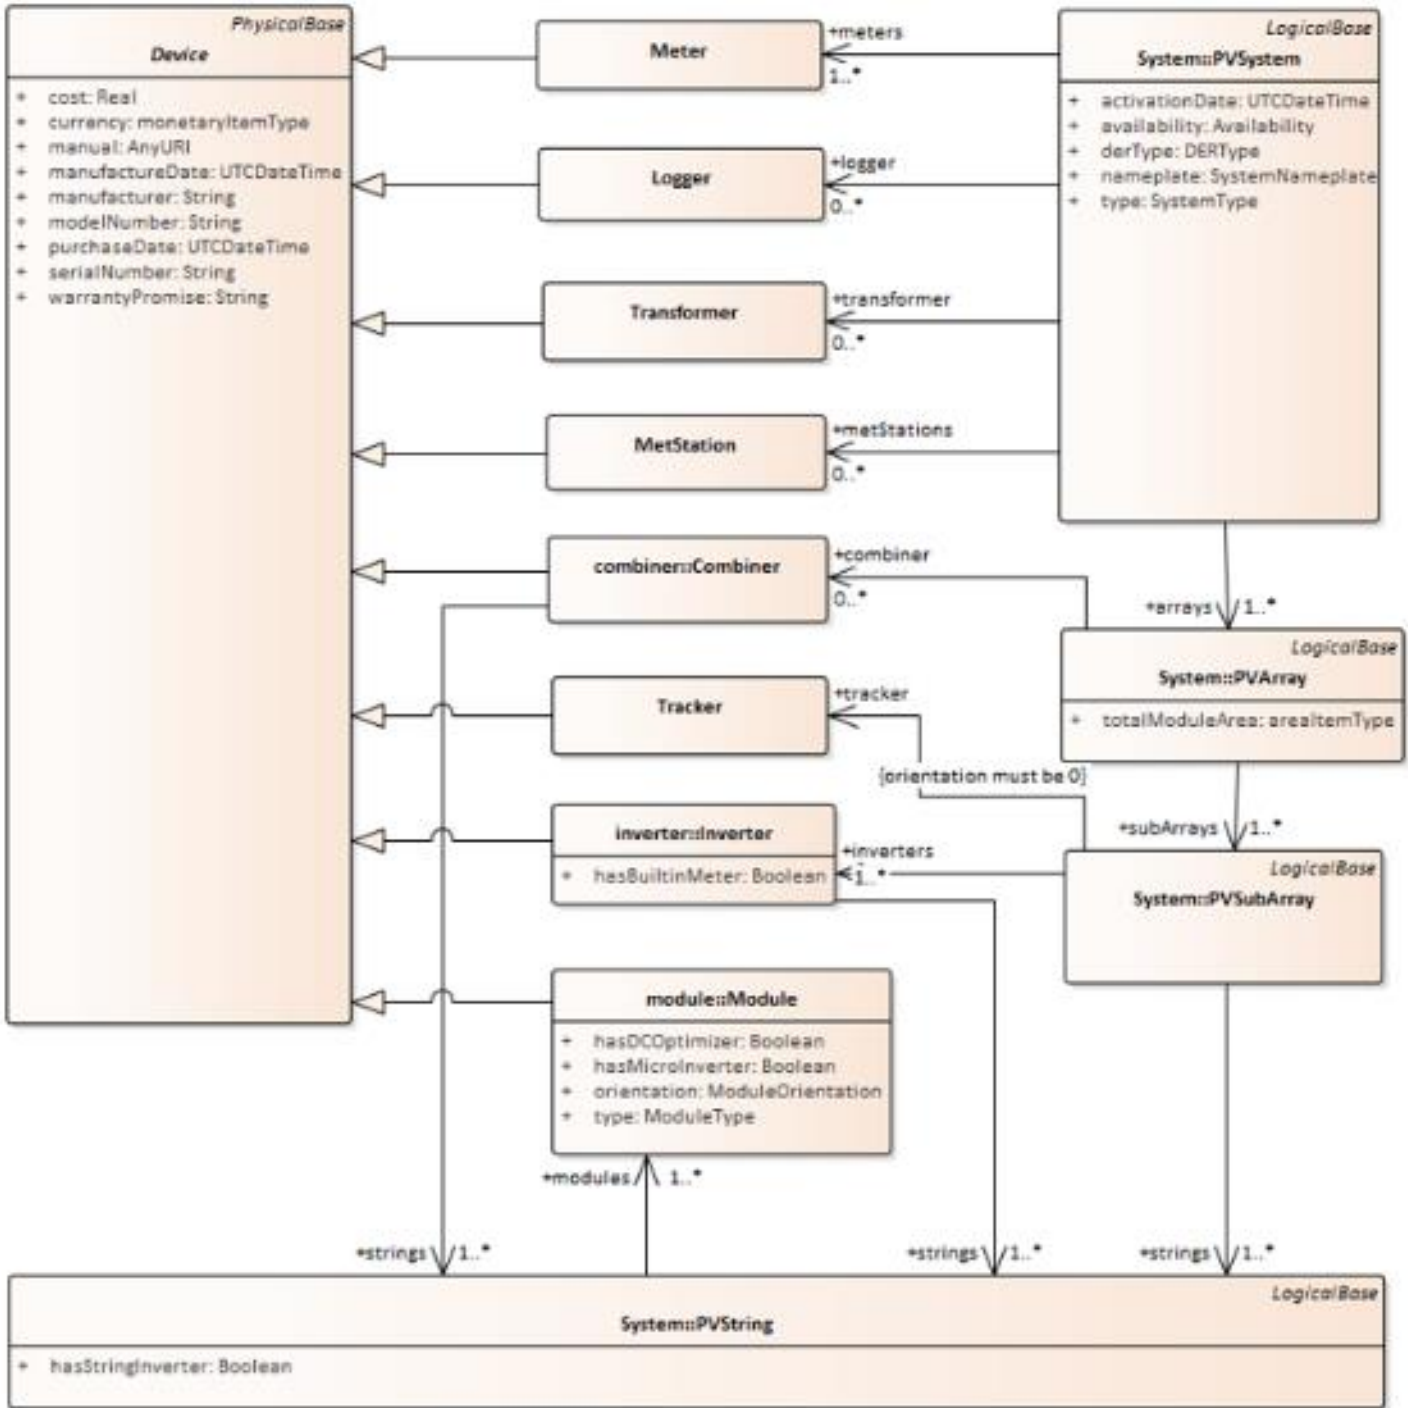 PhysicalBase
Device
+ cost: Real
+ currency: monetaryItemType
+ manual: AnyURI
+ manufactureDate: UTCDateTime
+ manufacturer: String
+ modelNumber: String
+ purchaseDate: UTCDateTime
+ serialNumber: String
+ warrantyPromise: String
Meter
+meters
1..*
LogicalBase
System::PVSystem
+ activationDate: UTCDateTime
+ availability: Availability
+ derType: DERType
+ nameplate: SystemNameplate
+ type: SystemType
Logger
+logger
0..*
Transformer
+transformer
0..*
MetStation
+metStations
0..*
combiner::Combiner
+combiner
0..*
+arrays 1..*
LogicalBase
System::PVArray
+ totalModuleArea: areaItemType
Tracker
+tracker
{orientation must be 0}
+subArrays 1..*
inverter::Inverter
+ hasBuiltinMeter: Boolean
+inverters
1..*
LogicalBase
System::PVSubArray
module::Module
+ hasDCOptimizer: Boolean
+ hasMicroInverter: Boolean
+ orientation: ModuleOrientation
+ type: ModuleType
+modules 1..*
+strings 1..*
+strings 1..*
+strings 1..*
LogicalBase
System::PVString
+ hasStringInverter: Boolean